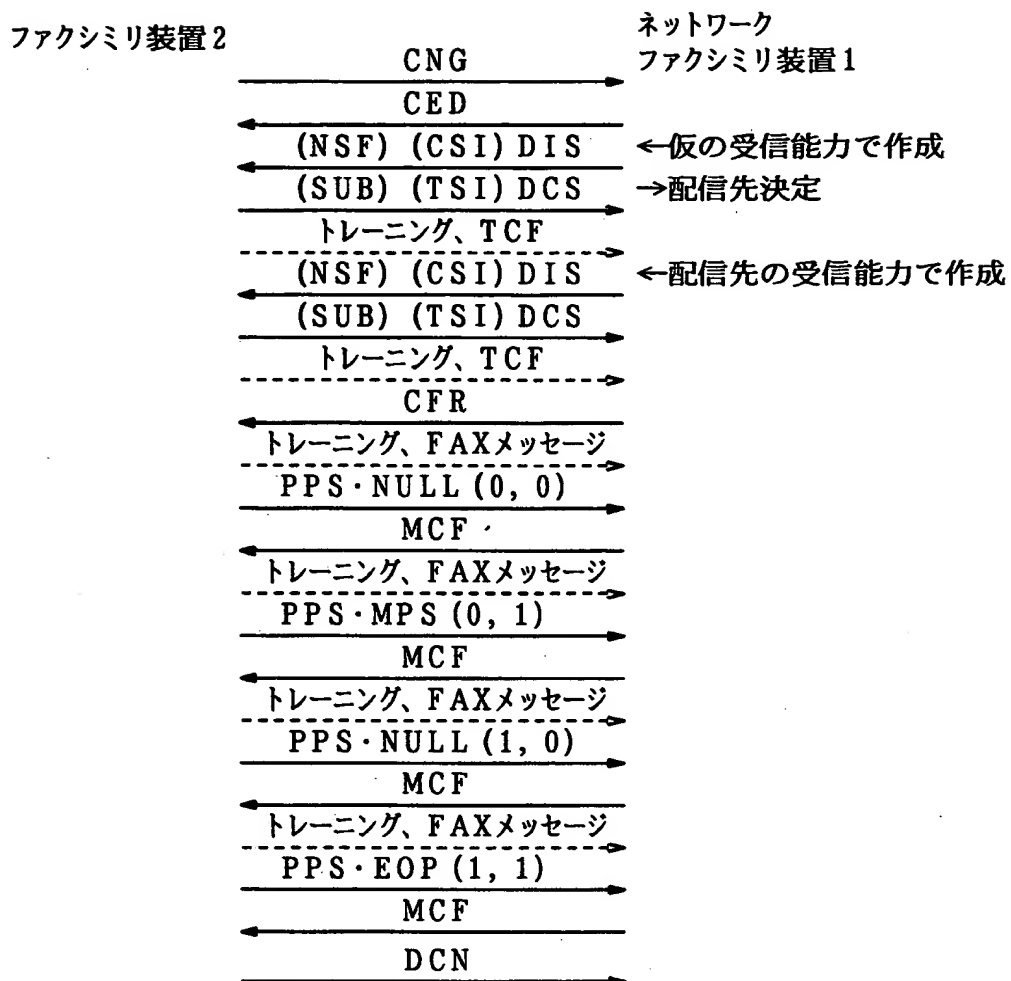 ファクシミリ装置2
ネットワーク
ファクシミリ装置1
CNG
CED
(NSF) (CSI) DIS ←仮の受信能力で作成
(SUB) (TSI) DCS →配信先決定
トレーニング、TCF
(NSF) (CSI) DIS ←配信先の受信能力で作成
(SUB) (TSI) DCS
トレーニング、TCF
CFR
トレーニング、FAXメッセージ
PPS・NULL (0, 0)
MCF
トレーニング、FAXメッセージ
PPS・MPS (0, 1)
MCF
トレーニング、FAXメッセージ
PPS・NULL (1, 0)
MCF
トレーニング、FAXメッセージ
PPS・EOP (1, 1)
MCF
DCN